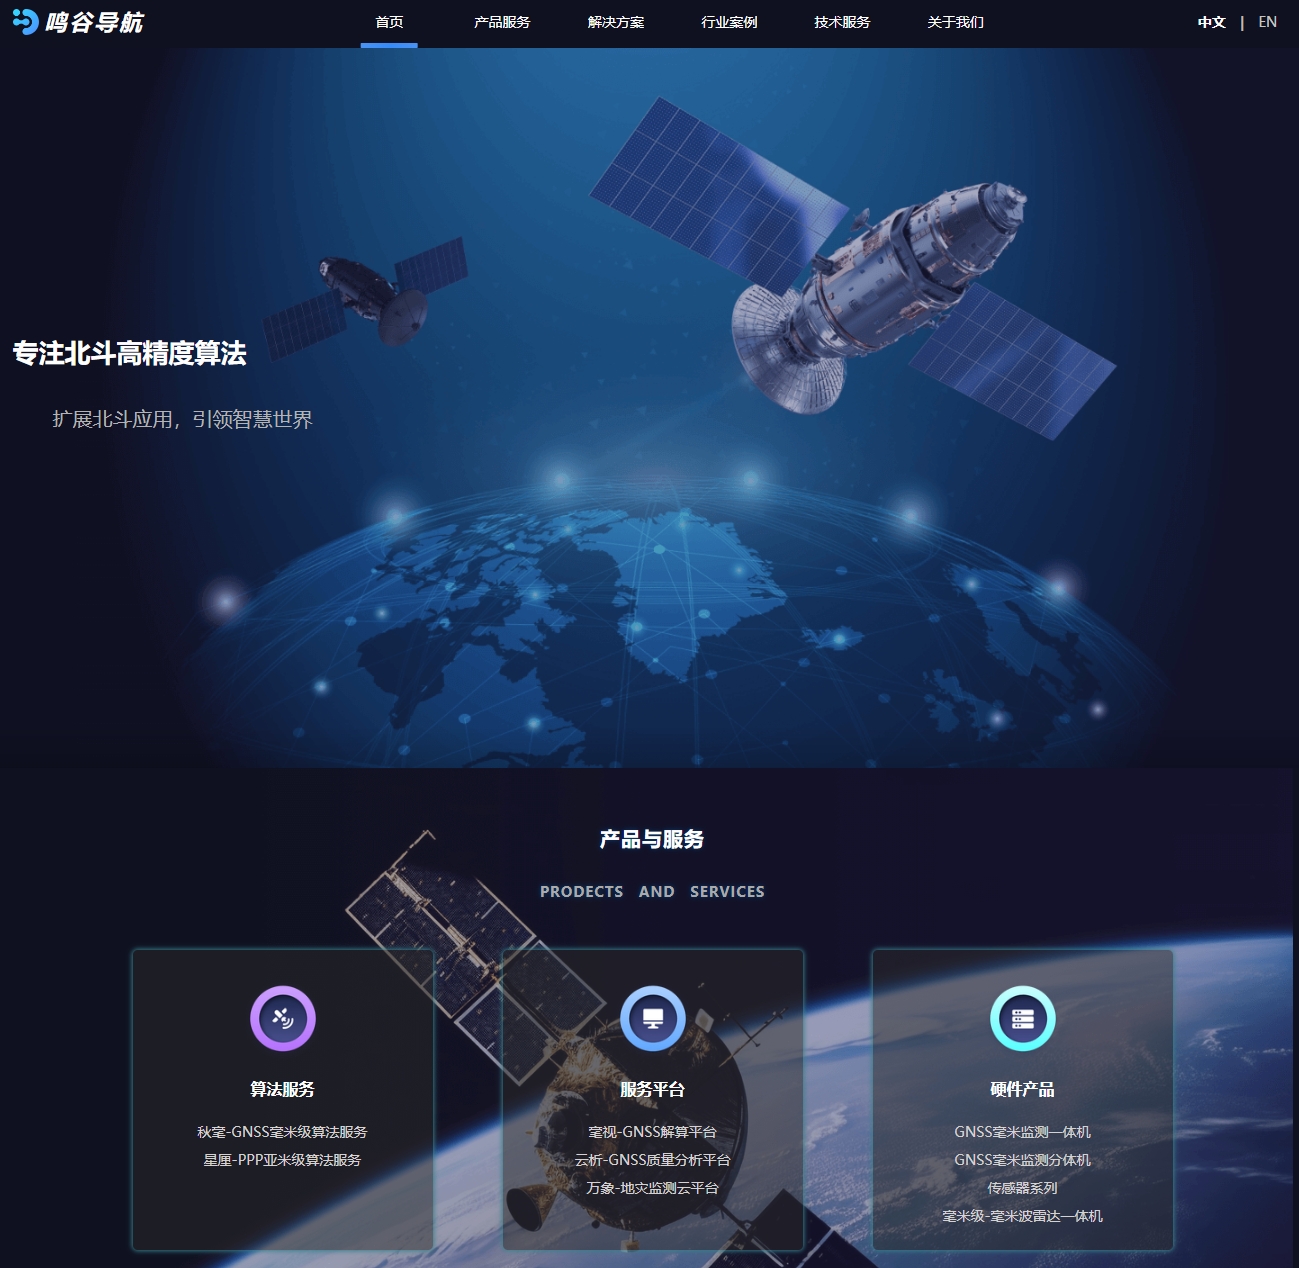 鸣谷导航
首页 产品服务 解决方案 行业案例 技术服务 关于我们 中文 | EN
专注北斗高精度算法
扩展北斗应用，引领智慧世界
产品与服务
PRODECTS AND SERVICES
算法服务
秋毫-GNSS毫米级算法服务
星厘-PPP亚米级算法服务
服务平台
毫视-GNSS解算平台
云析-GNSS质量分析平台
万象-地灾监测云平台
硬件产品
GNSS毫米监测一体机
GNSS毫米监测分体机
传感器系列
毫米级-毫米波雷达一体机